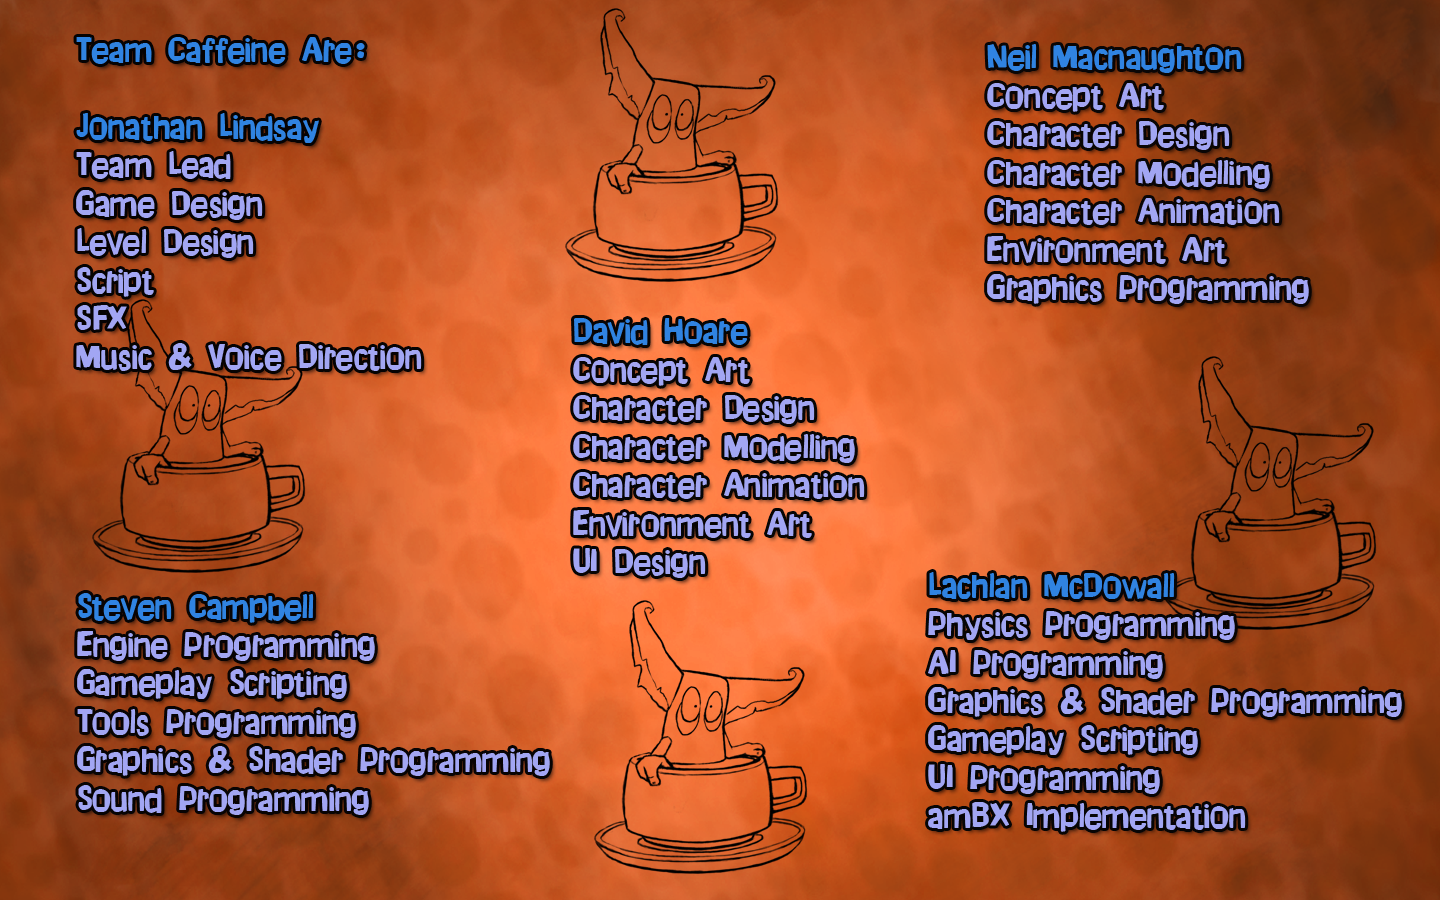 Team Caffeine Are:
Jonathan Lindsay
Team Lead
Game Design
Level Design
Script
SFX
Music & Voice Direction
Steven Campbell
Engine Programming
Gameplay Scripting
Tools Programming
Graphics & Shader Programming
Sound Programming
David Hoare
Concept Art
Character Design
Character Modelling
Character Animation
Environment Art
UI Design
Neil Macnaughton
Concept Art
Character Design
Character Modelling
Character Animation
Environment Art
Graphics Programming
Lachlan McDowall
Physics Programming
AI Programming
Graphics & Shader Programming
Gameplay Scripting
UI Programming
amBX Implementation